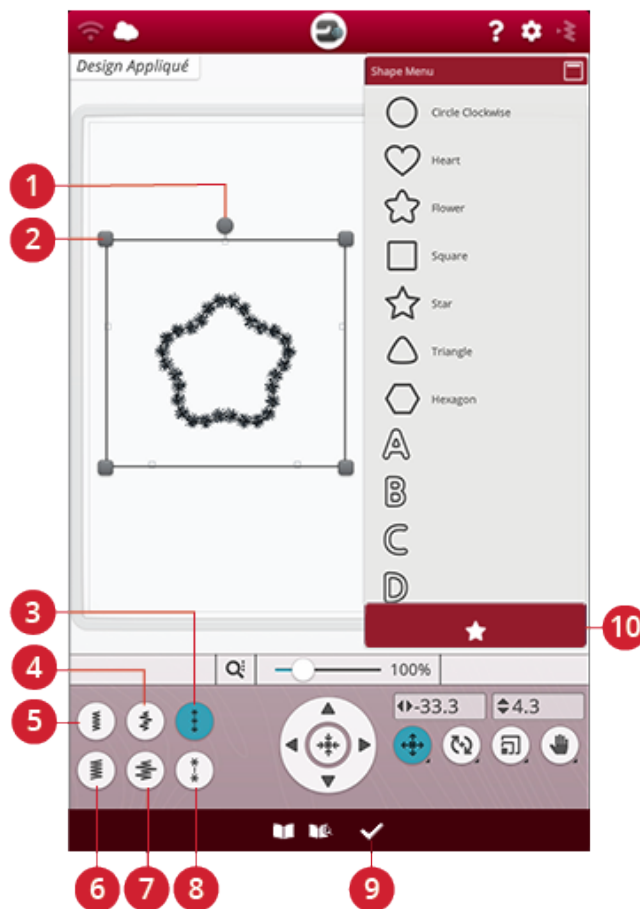 ?
Design Appliqué
Shape Menu
Circle Clockwise
Heart
1
Flower
2
Square
Star
Triangle
Hexagon
A
B
C
D
3
10
4
100%
5
-33.3
4.3
6
7
8
9